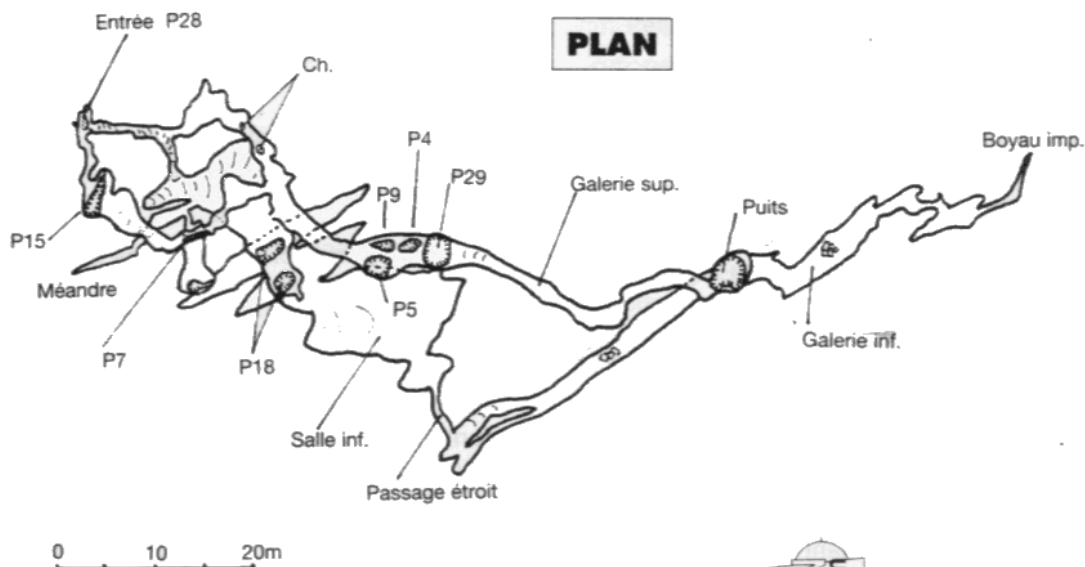 Entrée P28
PLAN
Ch.
P4
P9
P29
Galerie sup.
Boyau imp.
Puits
P15
Méandre
P5
P7
P18
Galerie inf.
Salle inf.
Passage étroit
0 10 20m